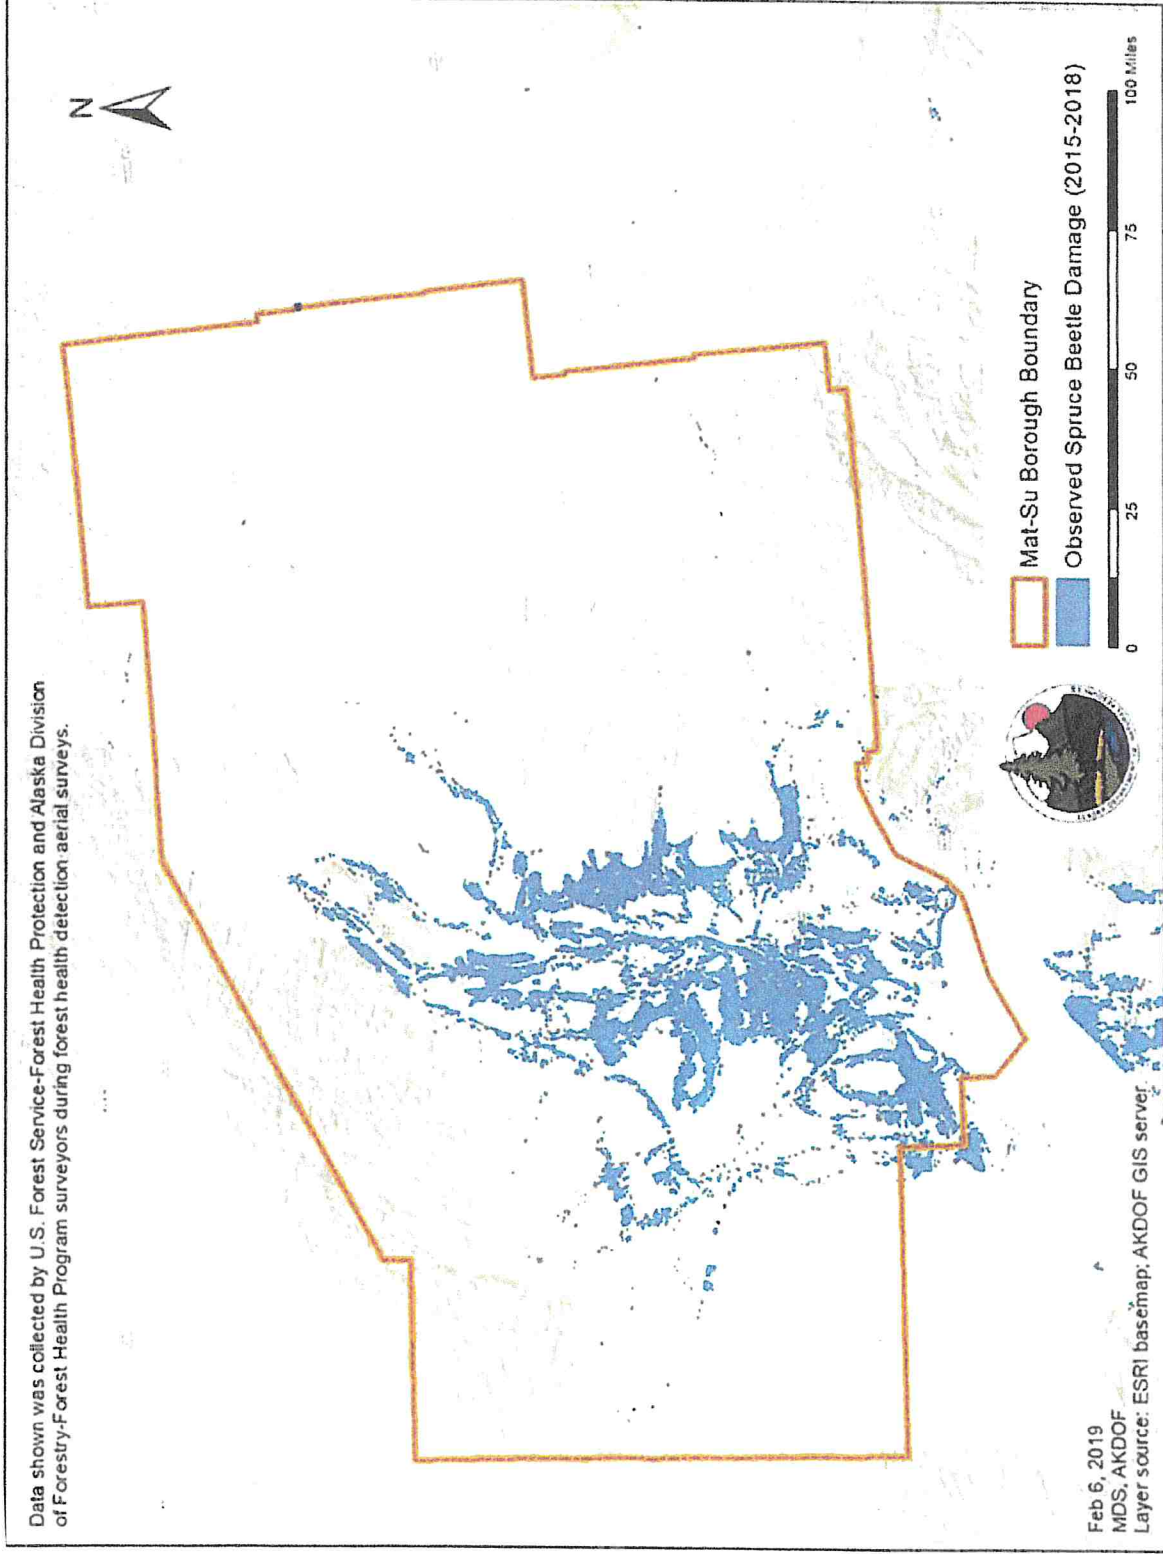 Data shown was collected by U.S. Forest Service-Forest Health Protection and Alaska Division
of Forestry-Forest Health Program surveyors during forest health detection aerial surveys.
N
Mat-Su Borough Boundary
Observed Spruce Beetle Damage (2015-2018)
0 25 50 75 100 Miles
Feb 6, 2019
MDS, AKDOF
Layer source: ESRI basemap; AKDOF GIS server